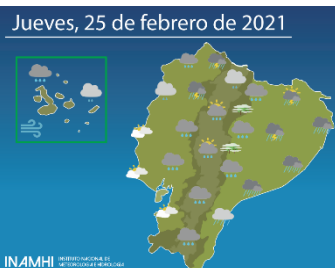 Jueves, 25 de febrero de 2021
INAMHI INSTITUTO NACIONAL DE
METEOROLOGÍA E HIDROLOGÍA